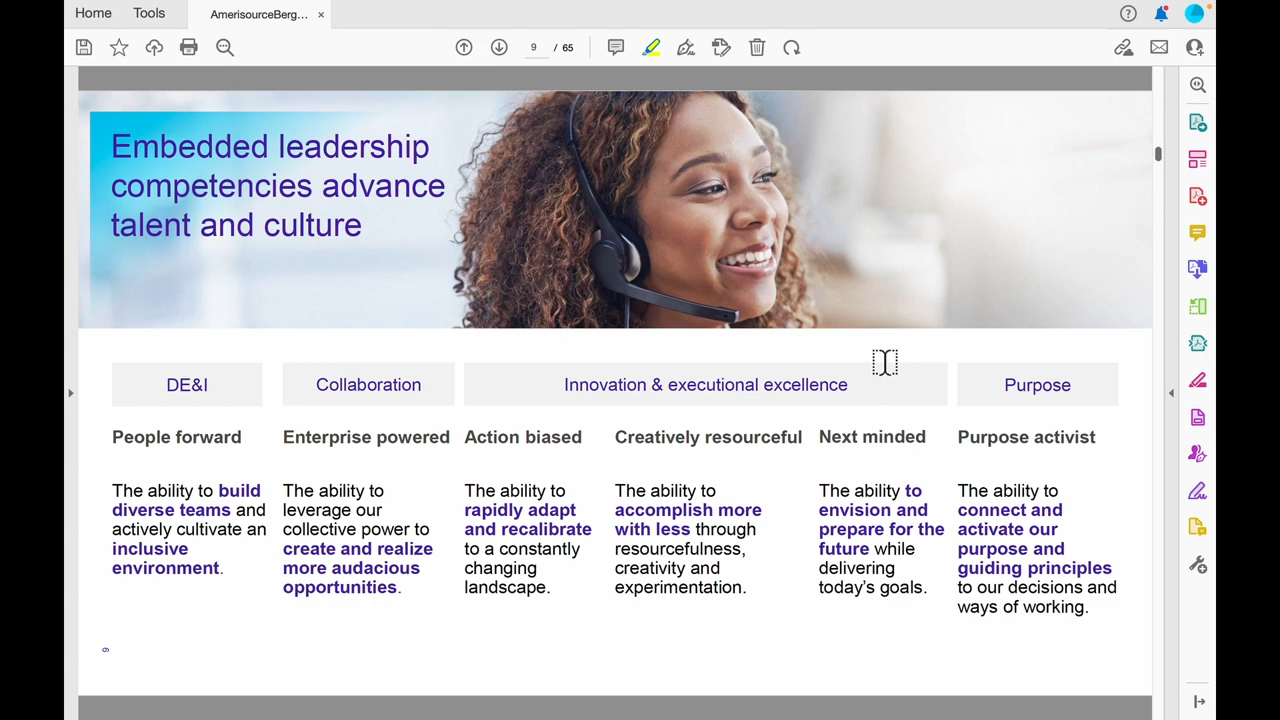 Home Tools AmerisourceBerg... ×
9 / 65
Embedded leadership
competencies advance
talent and culture
DE&I
Collaboration
Innovation & executional excellence
Purpose
People forward
The ability to build
diverse teams and
actively cultivate an
inclusive
environment.
Enterprise powered
The ability to
leverage our
collective power to
create and realize
more audacious
opportunities.
Action biased
The ability to
rapidly adapt
and recalibrate
to a constantly
changing
landscape.
Creatively resourceful
The ability to
accomplish more
with less through
resourcefulness,
creativity and
experimentation.
Next minded
The ability to
envision and
prepare for the
future while
delivering
today's goals.
Purpose activist
The ability to
connect and
activate our
purpose and
guiding principles
to our decisions and
ways of working.
9